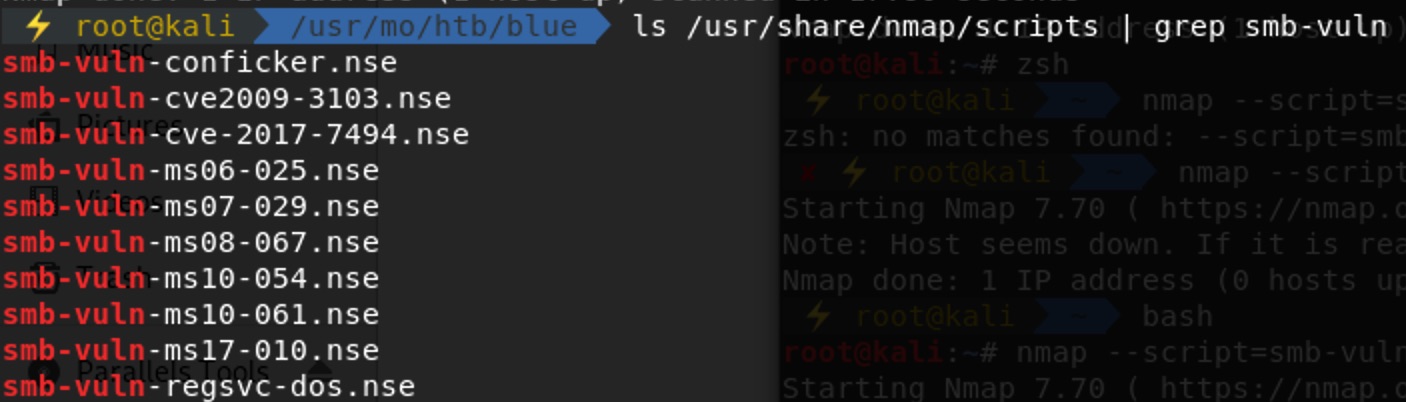 root@kali /usr/mo/htb/blue ls /usr/share/nmap/scripts | grep smb-vuln
smb-vuln-conficker.nse
smb-vuln-cve2009-3103.nse
smb-vuln-cve-2017-7494.nse
smb-vuln-ms06-025.nse
smb-vuln-ms07-029.nse
smb-vuln-ms08-067.nse
smb-vuln-ms10-054.nse
smb-vuln-ms10-061.nse
smb-vuln-ms17-010.nse
smb-vuln-regsvc-dos.nse
Music
Pictures
Videos
Trash
Parallels Tools
root@kali:~# zsh
root@kali ~ nmap --script=s
zsh: no matches found: --script=smb
root@kali ~ nmap --script
Starting Nmap 7.70 ( https://nmap.o
Note: Host seems down. If it is rea
Nmap done: 1 IP address (0 hosts up
root@kali ~ bash
root@kali:~# nmap --script=smb-vuln
Starting Nmap 7.70 ( https://nmap.o